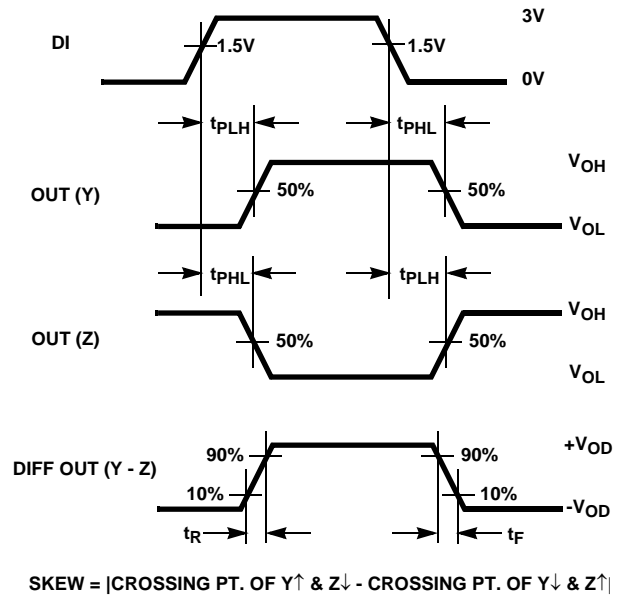 3V
DI
1.5V
1.5V
0V
tPLH
tPHL
VOH
50%
50%
OUT (Y)
VOL
tPHL
tPLH
VOH
OUT (Z)
50%
50%
VOL
+VOD
90%
90%
DIFF OUT (Y - Z)
10%
10%
-VOD
tR
tF
SKEW = |CROSSING PT. OF Y↑ & Z↓ - CROSSING PT. OF Y↓ & Z↑|